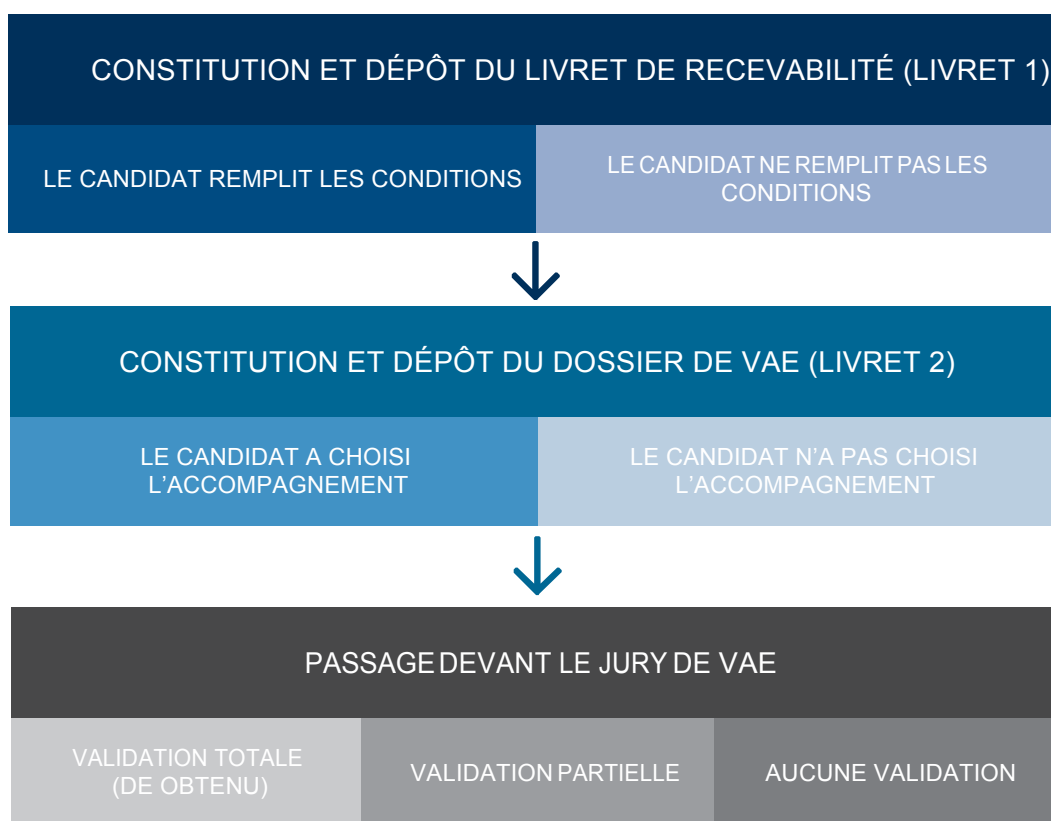 CONSTITUTION ET DÉPÔT DU LIVRET DE RECEVABILITÉ (LIVRET 1)
LE CANDIDAT REMPLIT LES CONDITIONS
LE CANDIDAT NE REMPLIT PAS LES
CONDITIONS
CONSTITUTION ET DÉPÔT DU DOSSIER DE VAE (LIVRET 2)
LE CANDIDAT A CHOISI
L’ACCOMPAGNEMENT
LE CANDIDAT N’A PAS CHOISI
L’ACCOMPAGNEMENT
PASSAGE DEVANT LE JURY DE VAE
VALIDATION TOTALE
(DE OBTENU)
VALIDATION PARTIELLE
AUCUNE VALIDATION